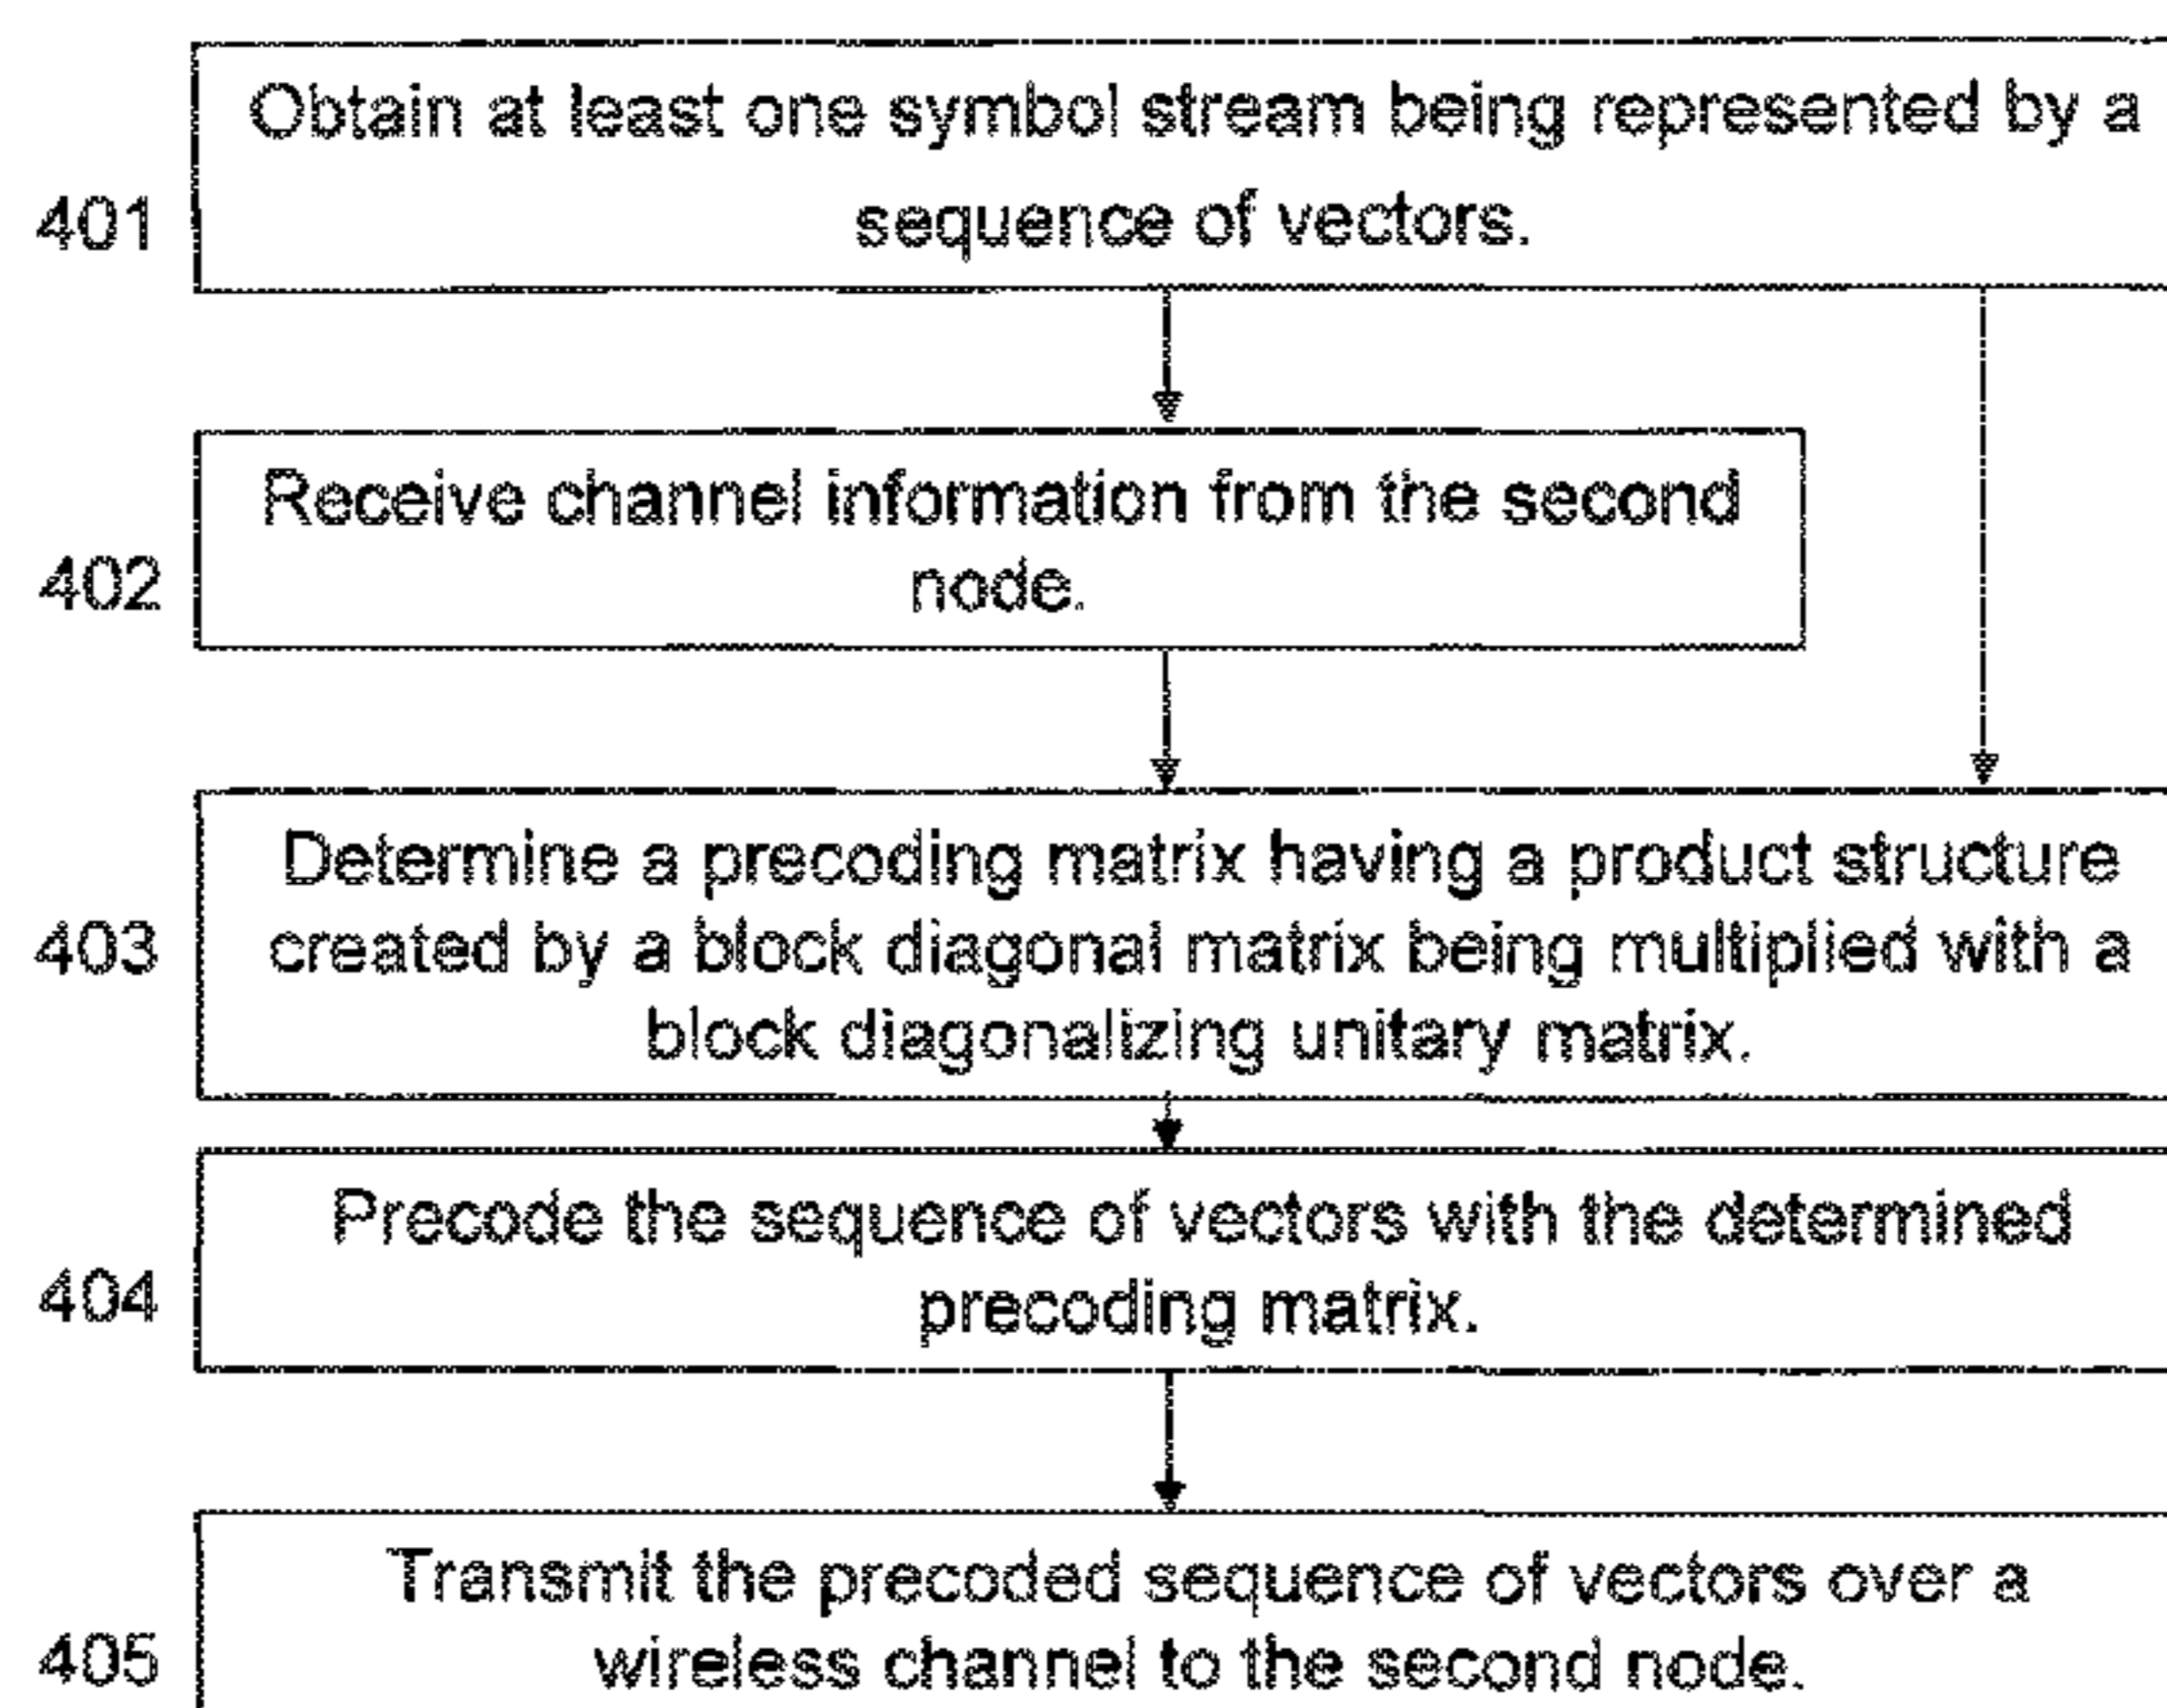 Obtain at least one symbol stream being represented by a
401
sequence of vectors.
Receive channel information from the second
402
node.
Determine a precoding matrix having a product structure
403
created by a block diagonal matrix being multiplied with a
block diagonalizing unitary matrix.
Precode the sequence of vectors with the determined
404
precoding matrix.
Transmit the precoded sequence of vectors over a
405
wireless channel to the second node.